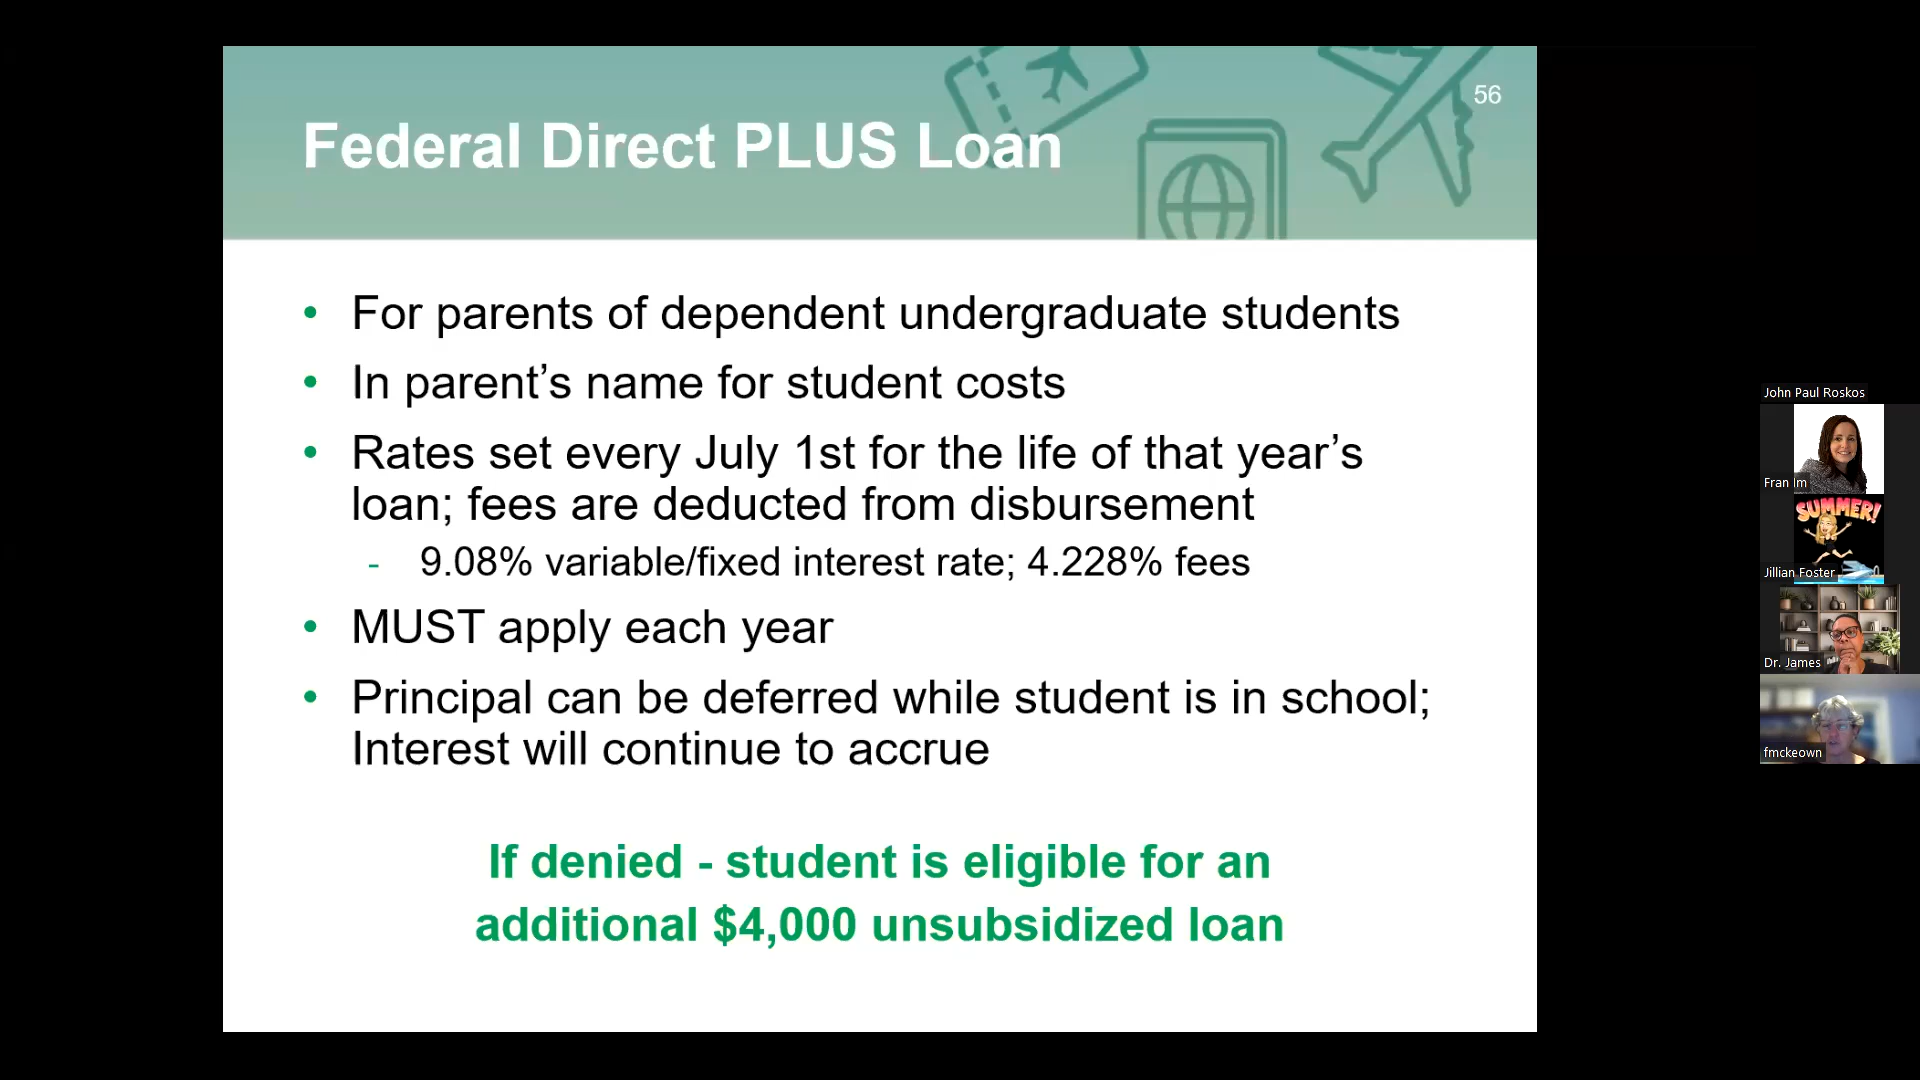 56
Federal Direct PLUS Loan
• For parents of dependent undergraduate students
• In parent’s name for student costs
• Rates set every July 1st for the life of that year’s
loan; fees are deducted from disbursement
- 9.08% variable/fixed interest rate; 4.228% fees
• MUST apply each year
• Principal can be deferred while student is in school;
Interest will continue to accrue
If denied - student is eligible for an
additional $4,000 unsubsidized loan
John Paul Roskos
Fran Im
SUMMER!
Jillian Foster
Dr. James
fmckeown